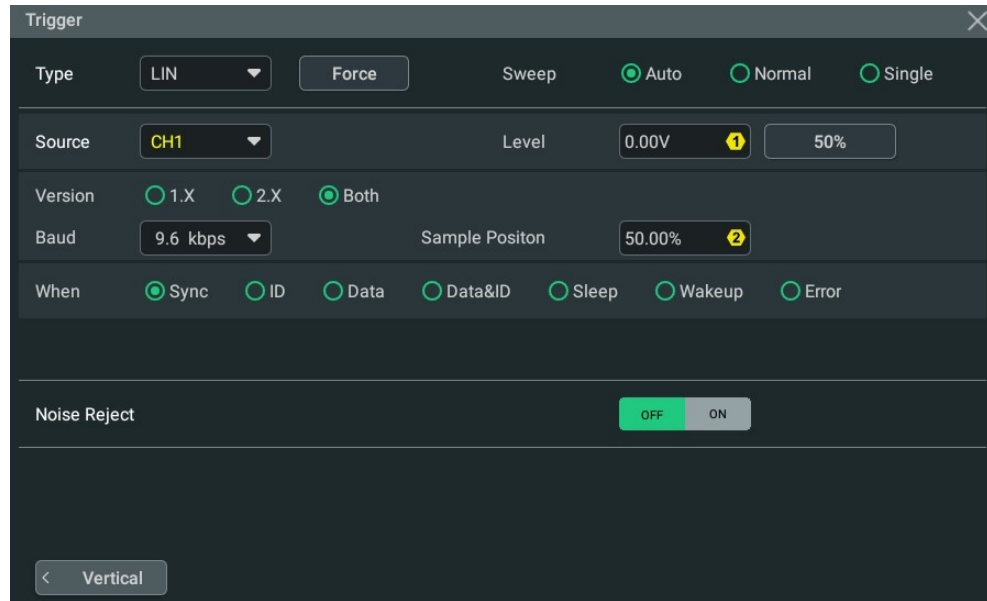 Trigger
Type LIN Force Sweep Auto Normal Single
Source CH1 Level 0.00V 1 50%
Version 1.X 2.X Both
Baud 9.6 kbps Sample Positon 50.00% 2
When Sync ID Data Data&ID Sleep Wakeup Error
Noise Reject OFF ON
< Vertical